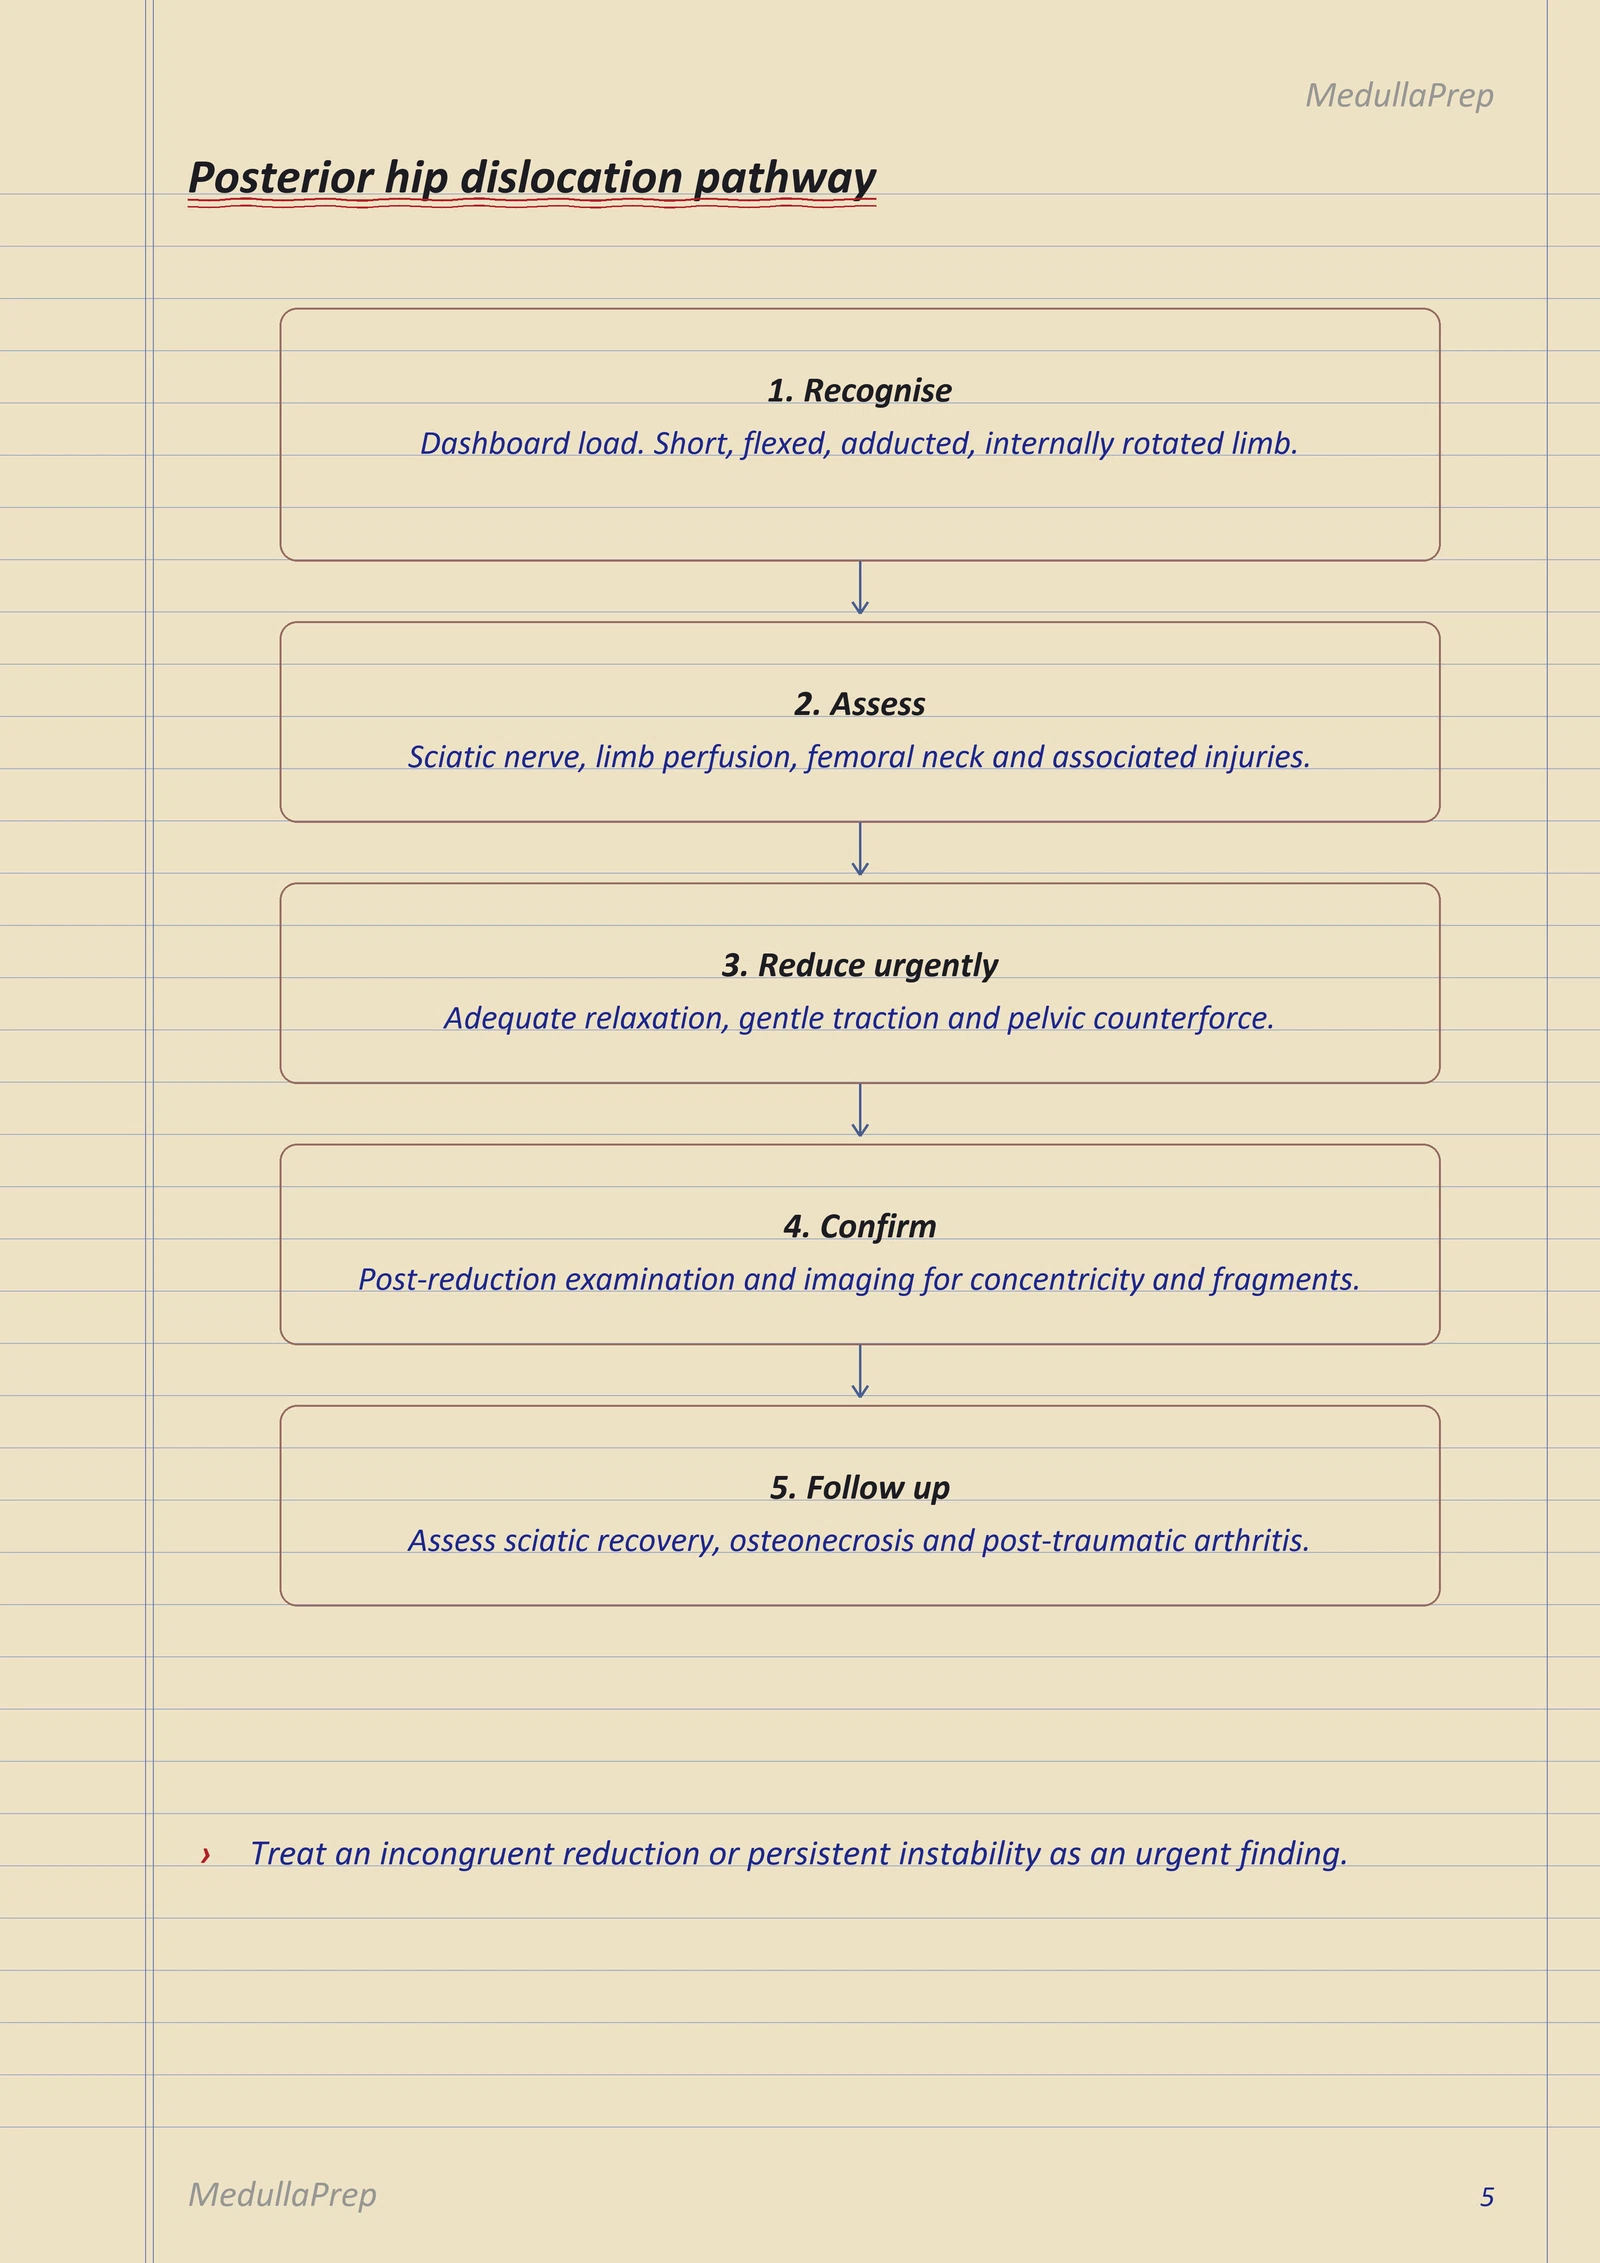 MedullaPrep
Posterior hip dislocation pathway
1. Recognise
Dashboard load. Short, flexed, adducted, internally rotated limb.
2. Assess
Sciatic nerve, limb perfusion, femoral neck and associated injuries.
3. Reduce urgently
Adequate relaxation, gentle traction and pelvic counterforce.
4. Confirm
Post-reduction examination and imaging for concentricity and fragments.
5. Follow up
Assess sciatic recovery, osteonecrosis and post-traumatic arthritis.
› Treat an incongruent reduction or persistent instability as an urgent finding.
MedullaPrep
5